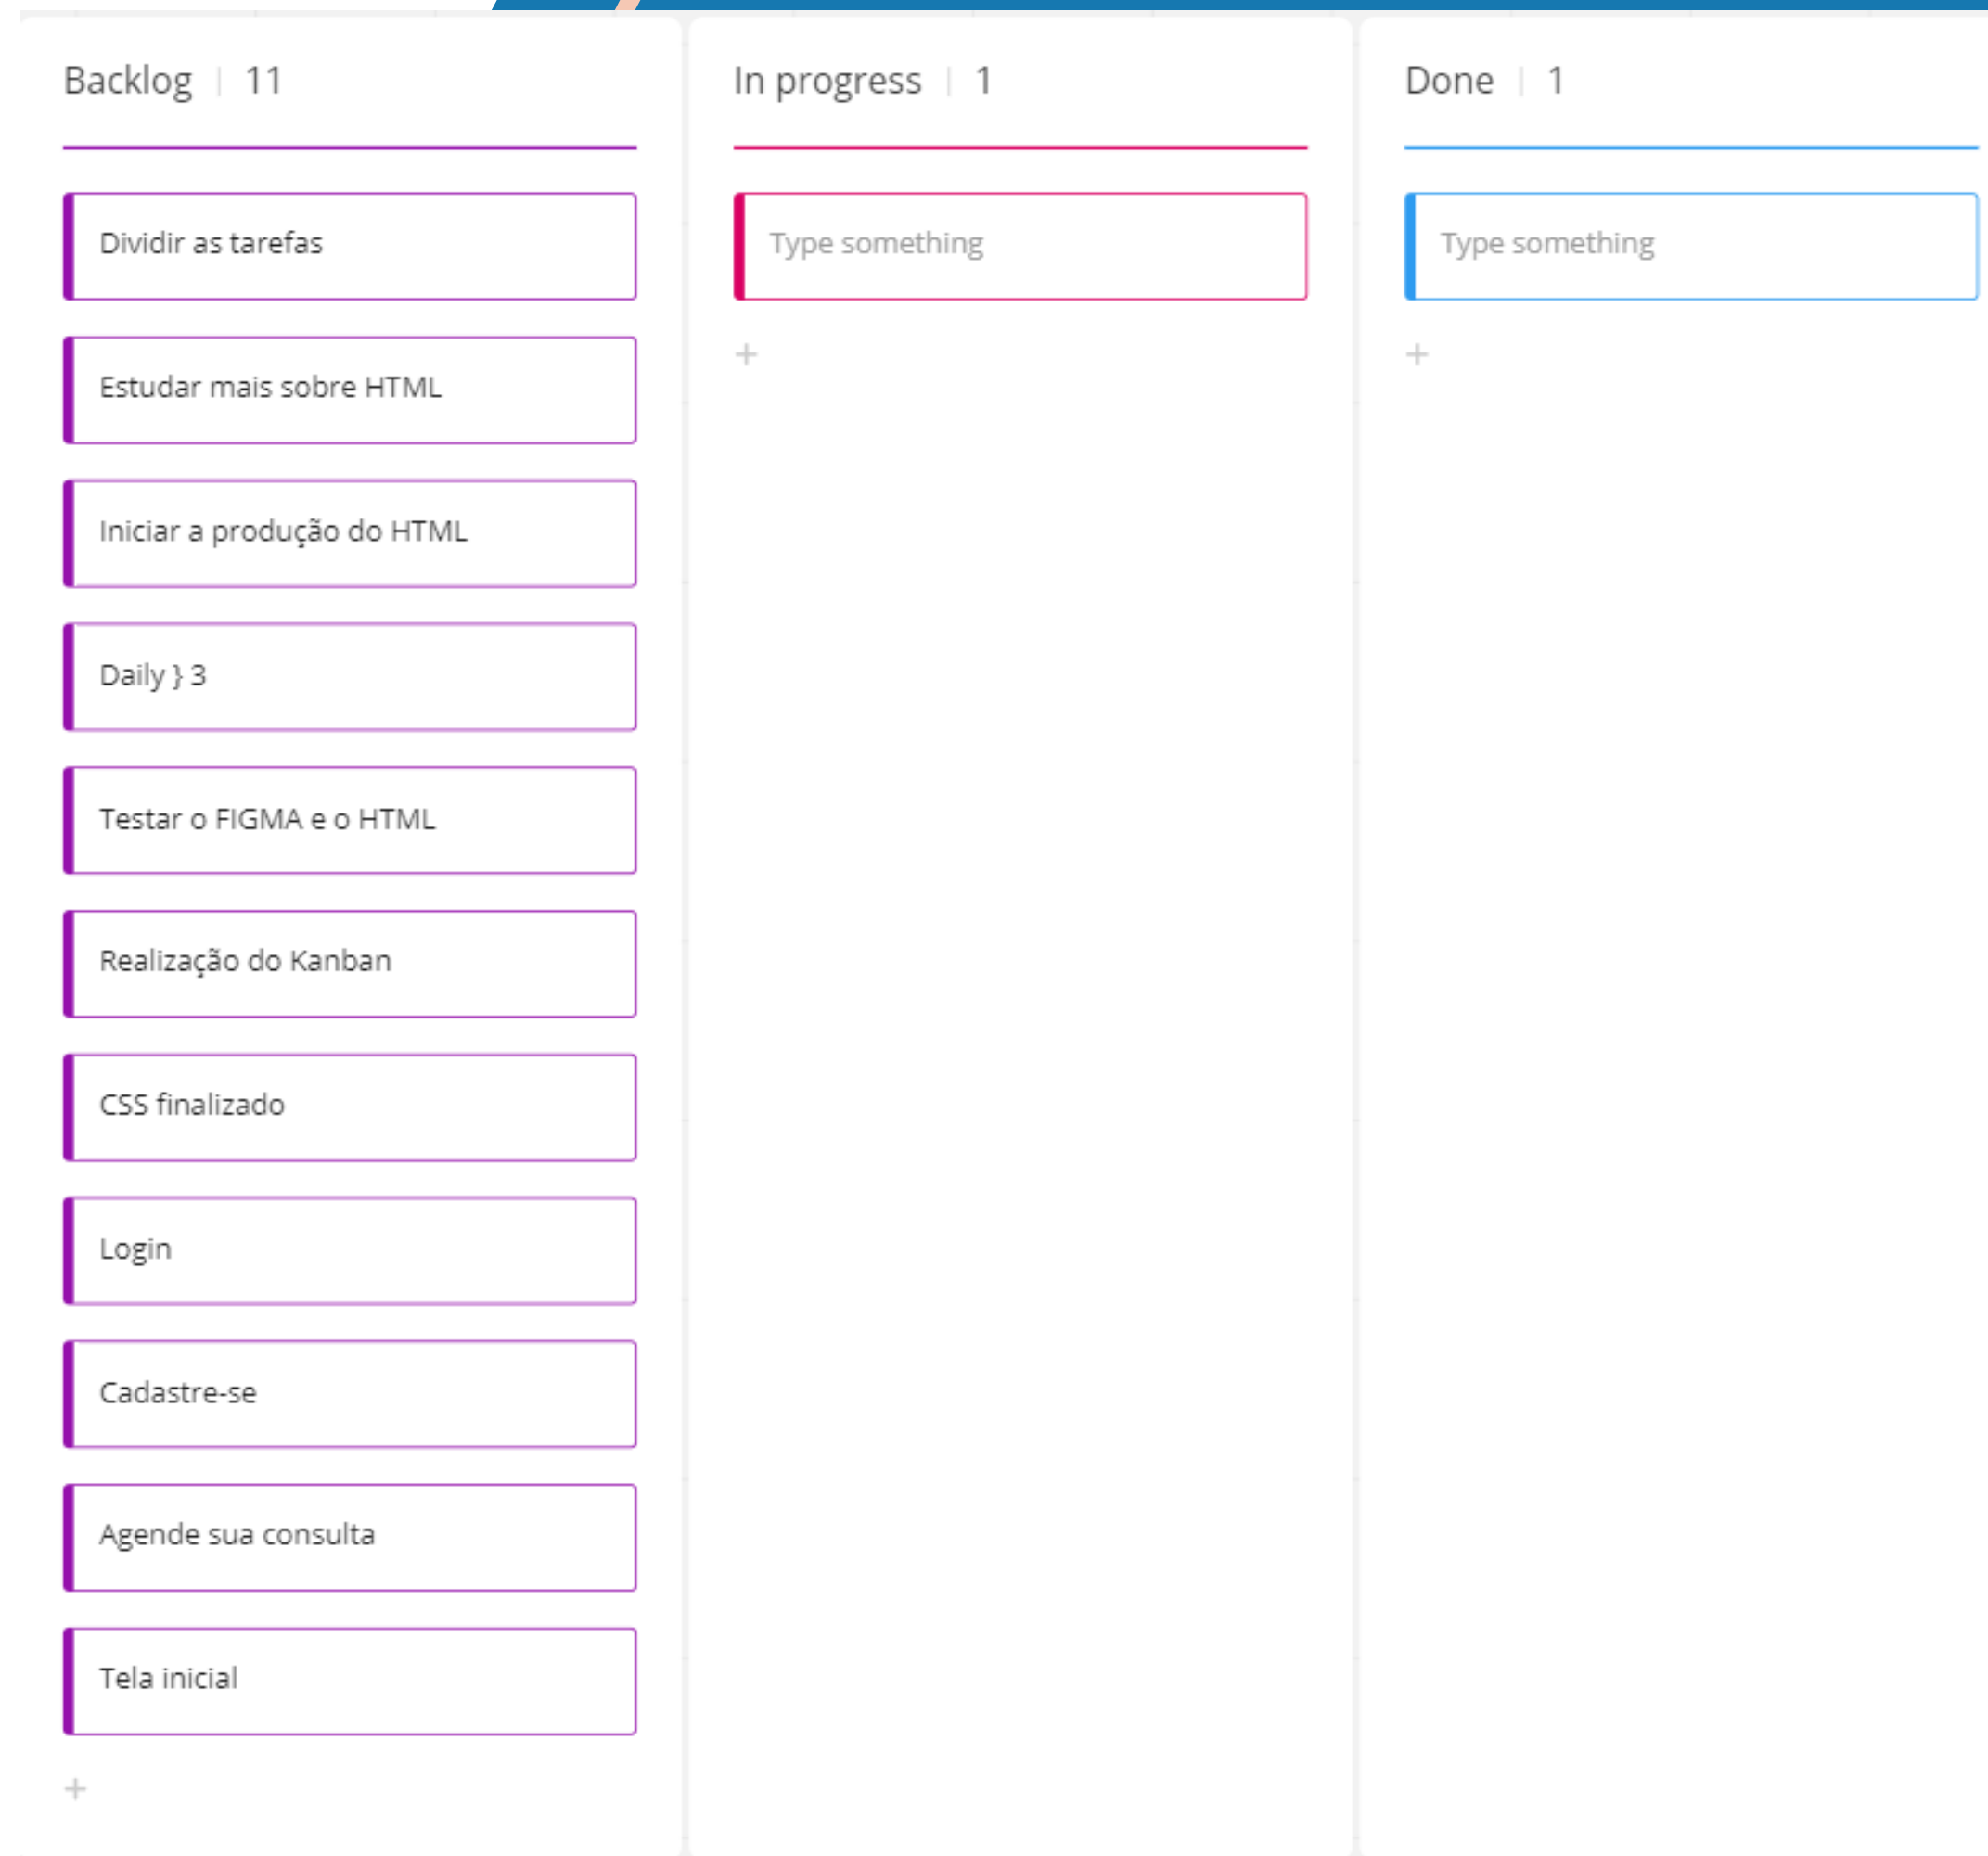 Backlog | 11
Dividir as tarefas
Estudar mais sobre HTML
Iniciar a produção do HTML
Daily } 3
Testar o FIGMA e o HTML
Realização do Kanban
CSS finalizado
Login
Cadastre-se
Agende sua consulta
Tela inicial
+
In progress | 1
Type something
+
Done | 1
Type something
+